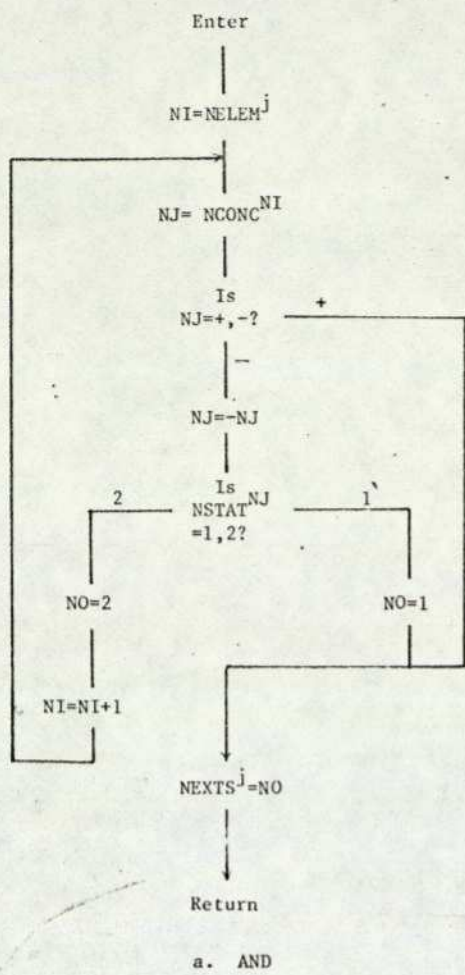 Enter
NI=NELEM^j
NJ= NCONC^NI
Is
NJ=+,-?
+
−
NJ=-NJ
Is
NSTAT^NJ
=1,2?
2
1
NO=2
NO=1
NI=NI+1
NEXTS^j=NO
Return
a. AND